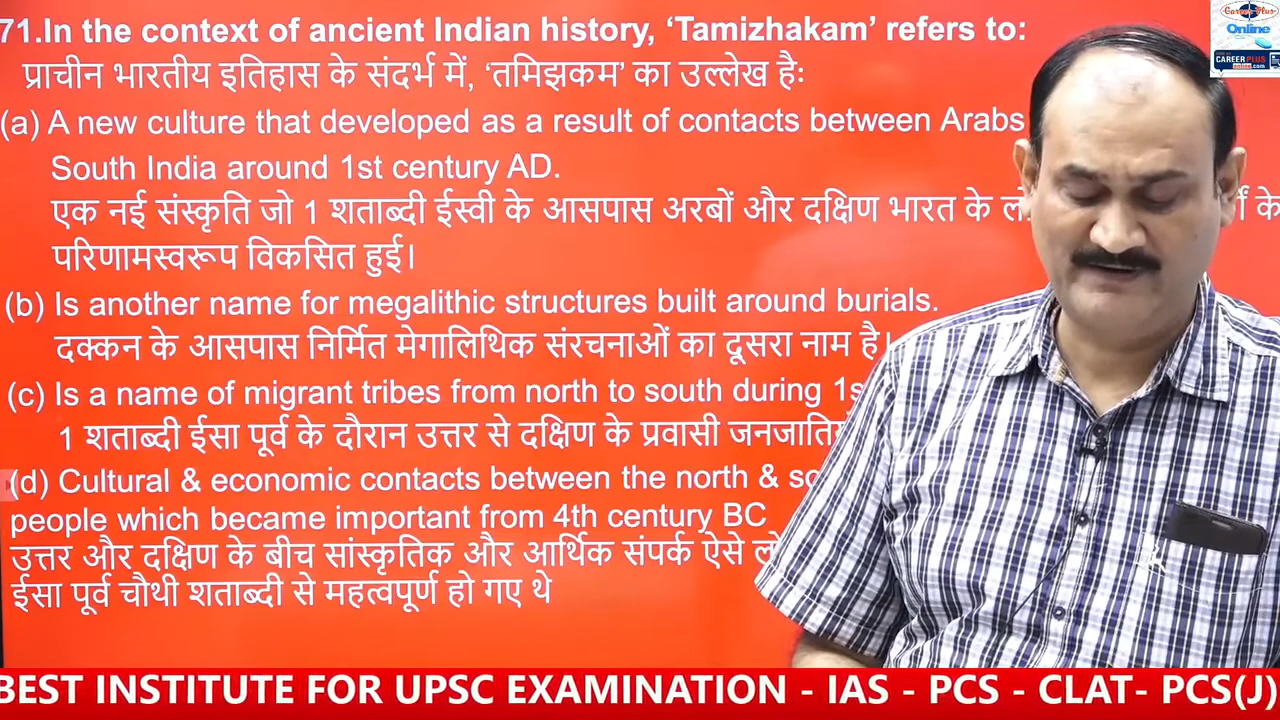 71.In the context of ancient Indian history, ‘Tamizhakam’ refers to:
प्राचीन भारतीय इतिहास के संदर्भ में, ‘तमिझकम’ का उल्लेख हैः
(a) A new culture that developed as a result of contacts between Arabs
South India around 1st century AD.
एक नई संस्कृति जो 1 शताब्दी ईस्वी के आसपास अरबों और दक्षिण भारत के के
परिणामस्वरूप विकसित हुई।
(b) Is another name for megalithic structures built around burials.
दक्कन के आसपास निर्मित मेगालिथिक संरचनाओं का दूसरा नाम है।
(c) Is a name of migrant tribes from north to south during
1 शताब्दी ईसा पूर्व के दौरान उत्तर से दक्षिण के प्रवासी
(d) Cultural & economic contacts between the north &
people which became important from 4th century BC
उत्तर और दक्षिण के बीच सांस्कृतिक और आर्थिक संपर्क ऐसे
ईसा पूर्व चौथी शताब्दी से महत्वपूर्ण हो गए थे
Career Plus
Online
CAREER PLUS
online.com
BEST INSTITUTE FOR UPSC EXAMINATION - IAS - PCS - CLAT- PCS(J)